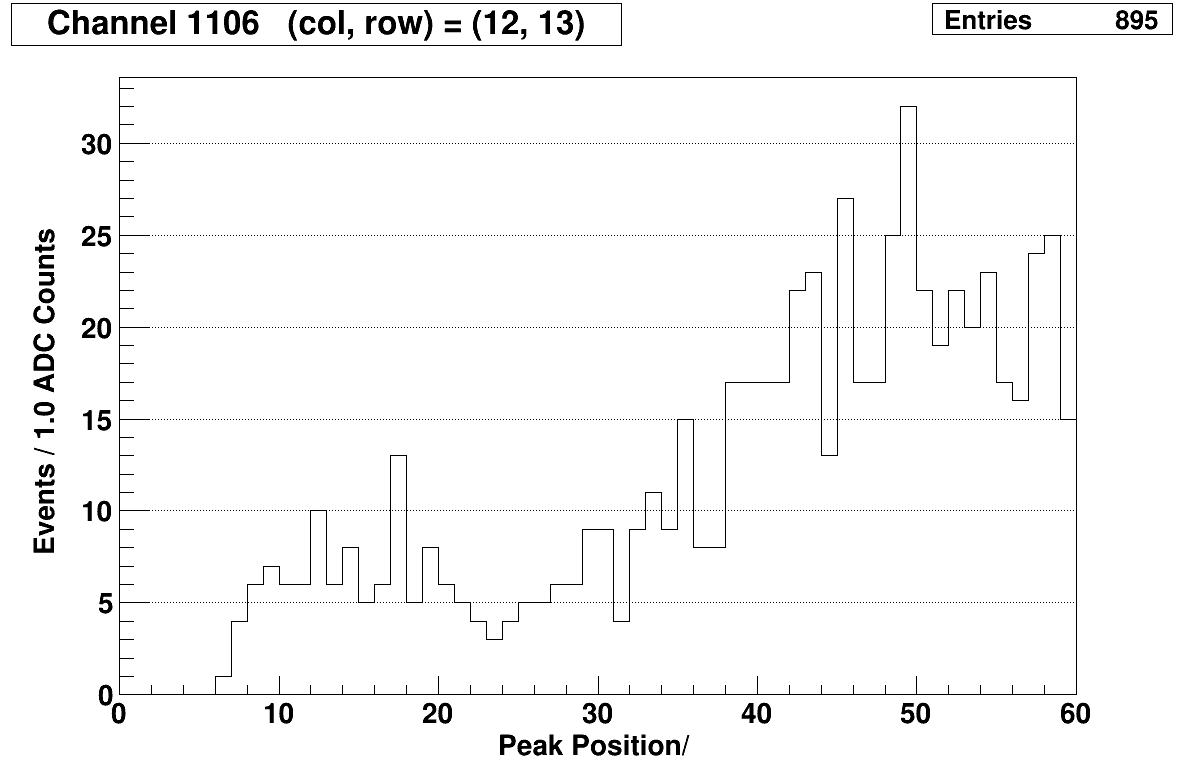 Channel 1106 (col, row) = (12, 13)
Entries 895
Events / 1.0 ADC Counts
30
25
20
15
10
5
0
0 10 20 30 40 50 60
Peak Position/